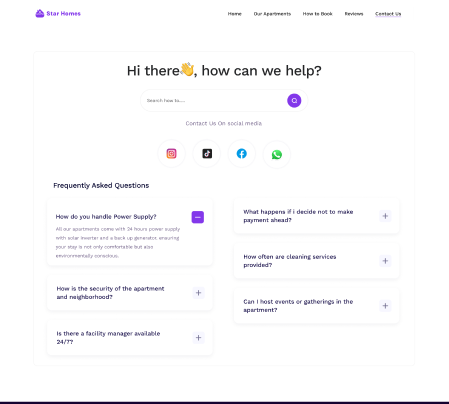 Star Homes
Home
Our Apartments
How to Book
Reviews
Contact Us
Hi there👋, how can we help?
Search how to....
Contact Us On social media
Frequently Asked Questions
How do you handle Power Supply?
All our apartments come with 24 hours power supply
with solar inverter and a back up generator. ensuring
your stay is not only comfortable but also
environmentally conscious.
How is the security of the apartment
and neighborhood?
Is there a facility manager available
24/7?
What happens if i decide not to make
payment ahead?
How often are cleaning services
provided?
Can I host events or gatherings in the
apartment?